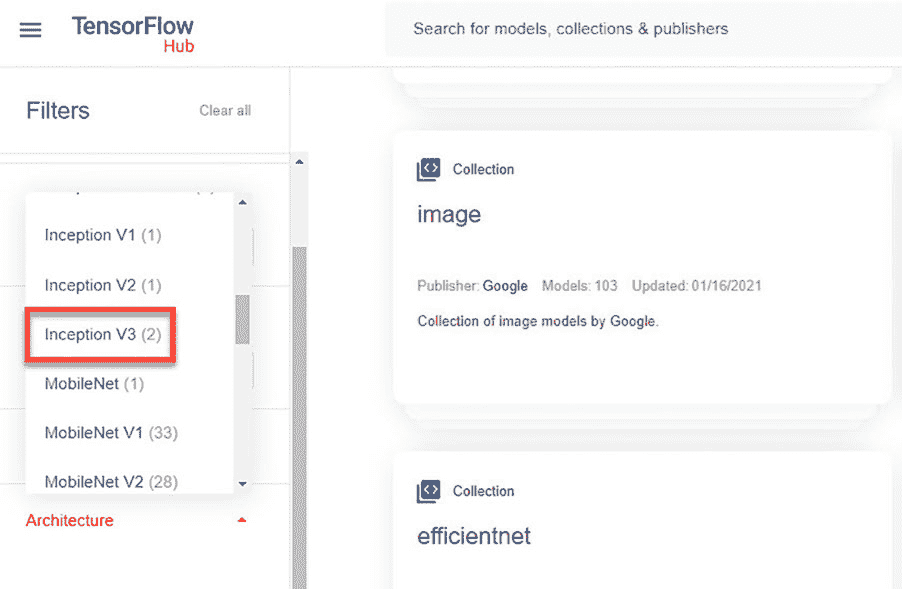 TensorFlow
Hub
Search for models, collections & publishers
Filters
Clear all
Inception V1 (1)
Inception V2 (1)
Inception V3 (2)
MobileNet (1)
MobileNet V1 (33)
MobileNet V2 (28)
Architecture
Collection
image
Publisher: Google Models: 103 Updated: 01/16/2021
Collection of image models by Google.
Collection
efficientnet